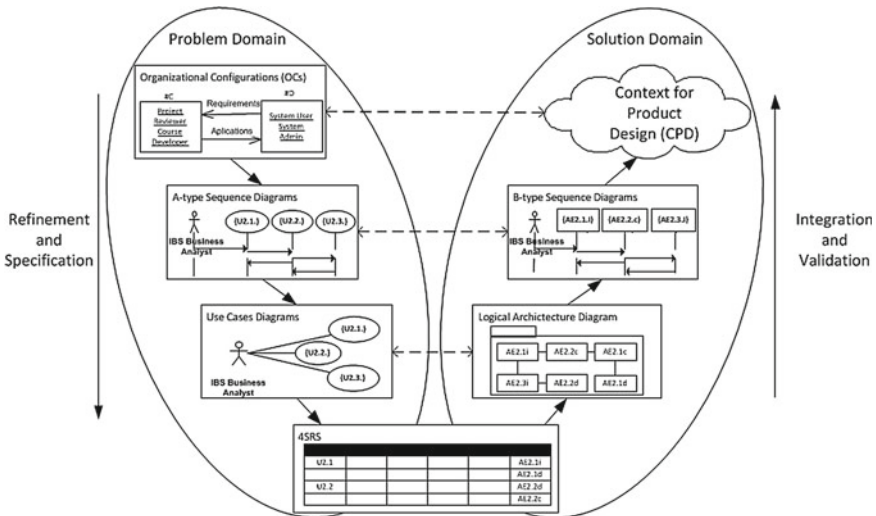 Problem Domain
Solution Domain
Organizational Configurations (OCs)
#C
#D
Requirements
Project
Reviewer
Course
Developer
System User
System
Admin
Aplications
Context for
Product
Design (CPD)
A-type Sequence Diagrams
{U2.1.}
{U2.2.}
{U2.3.}
IBS Business
Analyst
B-type Sequence Diagrams
{AE2.1.i}
{AE2.2.c}
{AE2.3.i}
IBS Business
Analyst
Refinement
and
Specification
Integration
and
Validation
Use Cases Diagrams
{U2.1.}
{U2.2.}
{U2.3.}
IBS Business
Analyst
Logical Archictecture Diagram
AE2.1i
AE2.2c
AE2.1c
AE2.3i
AE2.2d
AE2.1d
4SRS
U2.1
AE2.1i
AE2.1d
U2.2
AE2.2d
AE2.2c